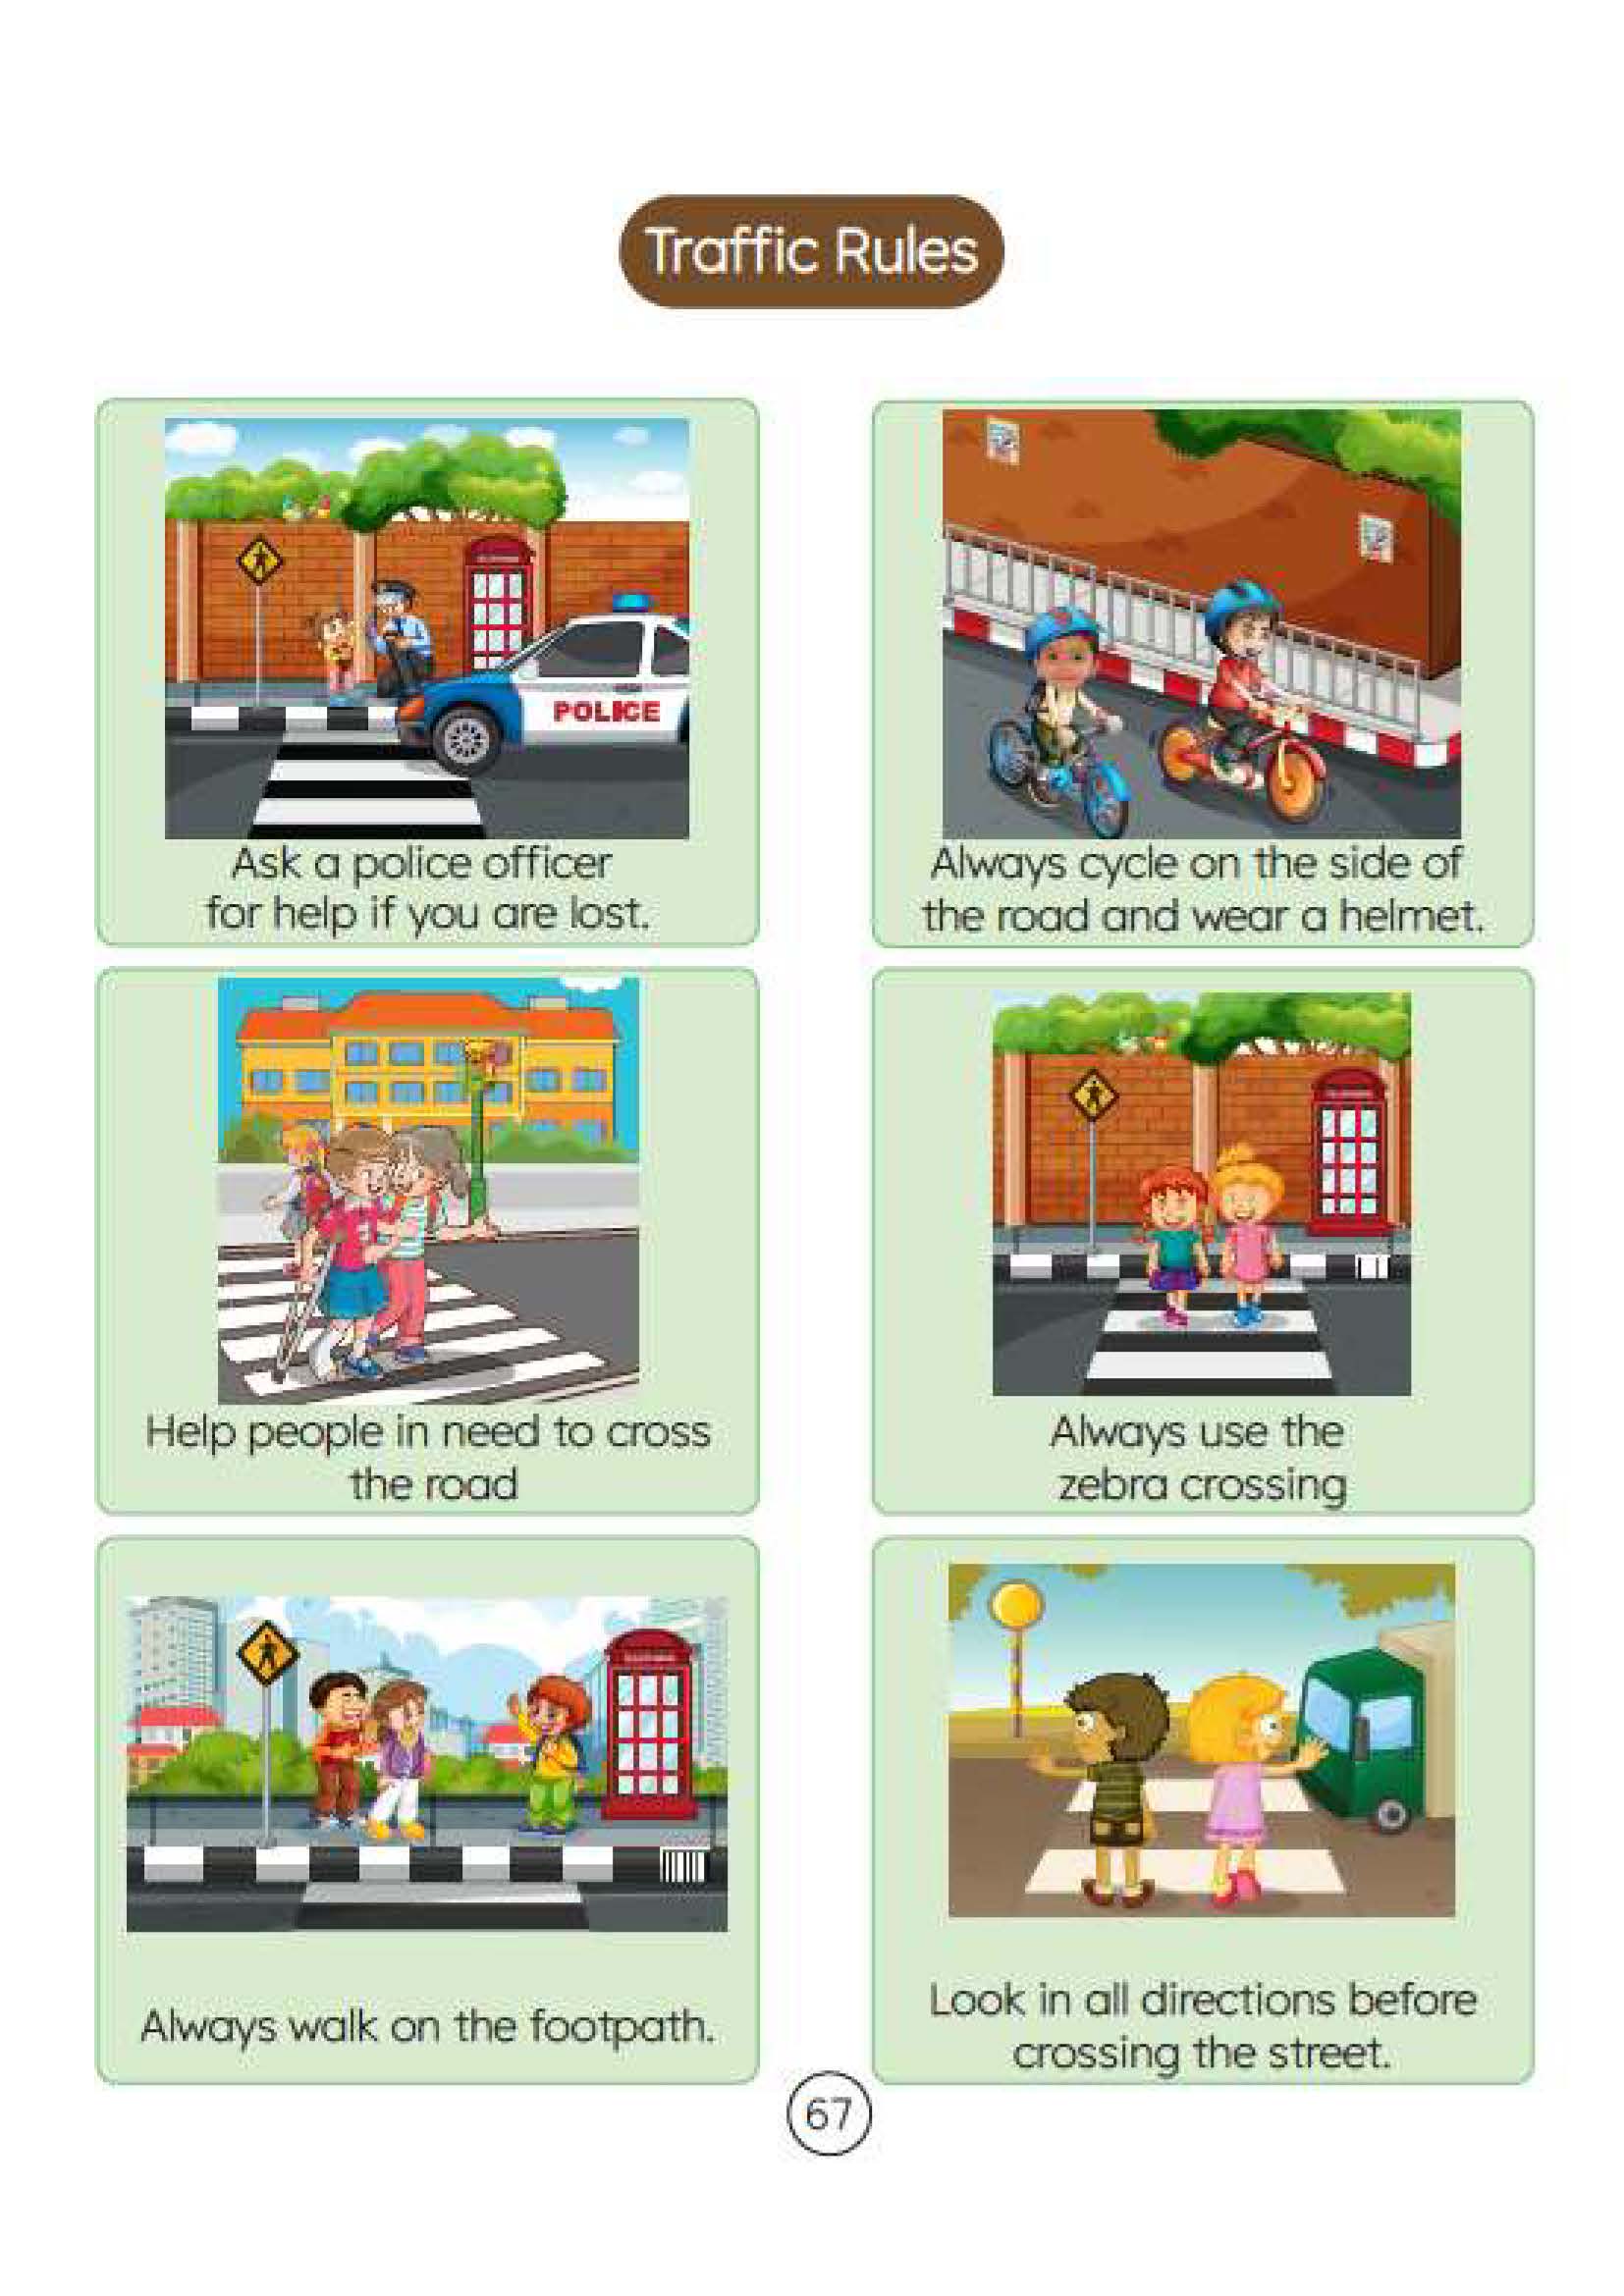 Traffic Rules
POLICE
Ask a police officer
for help if you are lost.
Always cycle on the side of
the road and wear a helmet.
Help people in need to cross
the road
Always use the
zebra crossing
Always walk on the footpath.
Look in all directions before
crossing the street.
67